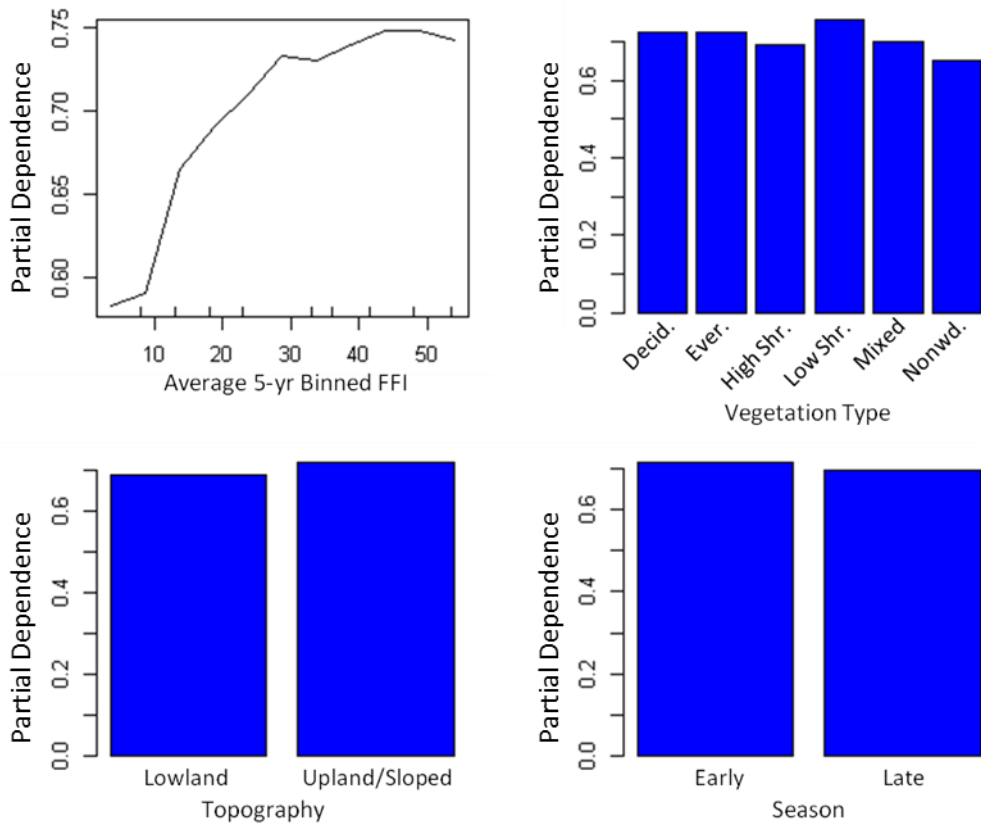 Partial Dependence
0.75
0.70
0.65
0.60
10 20 30 40 50
Average 5-yr Binned FFI
Partial Dependence
0.6
0.4
0.2
0.0
Decid. Ever. High Shr. Low Shr. Mixed Nonwd.
Vegetation Type
Partial Dependence
0.6
0.4
0.2
0.0
Lowland Upland/Sloped
Topography
Partial Dependence
0.6
0.4
0.2
0.0
Early Late
Season